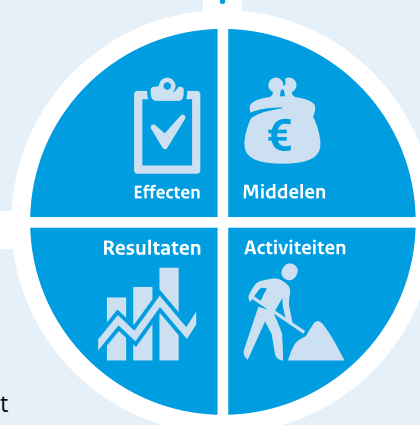 Effecten
Middelen
Resultaten
Activiteiten
€
t